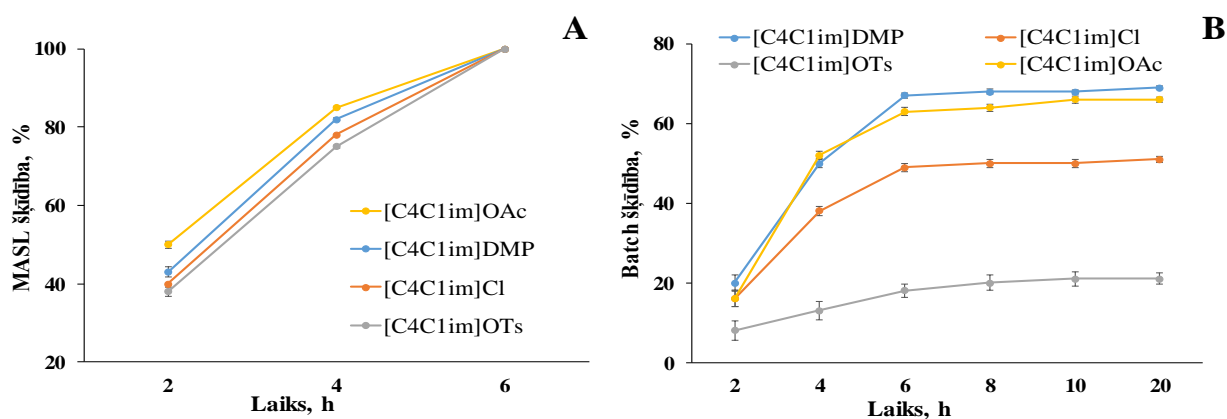 A
MASL šķīdība, %
100
80
60
40
20
[C4C1im]OAc
[C4C1im]DMP
[C4C1im]Cl
[C4C1im]OTs
2 4 6
Laiks, h
B
[C4C1im]DMP [C4C1im]Cl
[C4C1im]OTs [C4C1im]OAc
Batch šķīdība, %
80
60
40
20
0
2 4 6 8 10 20
Laiks, h